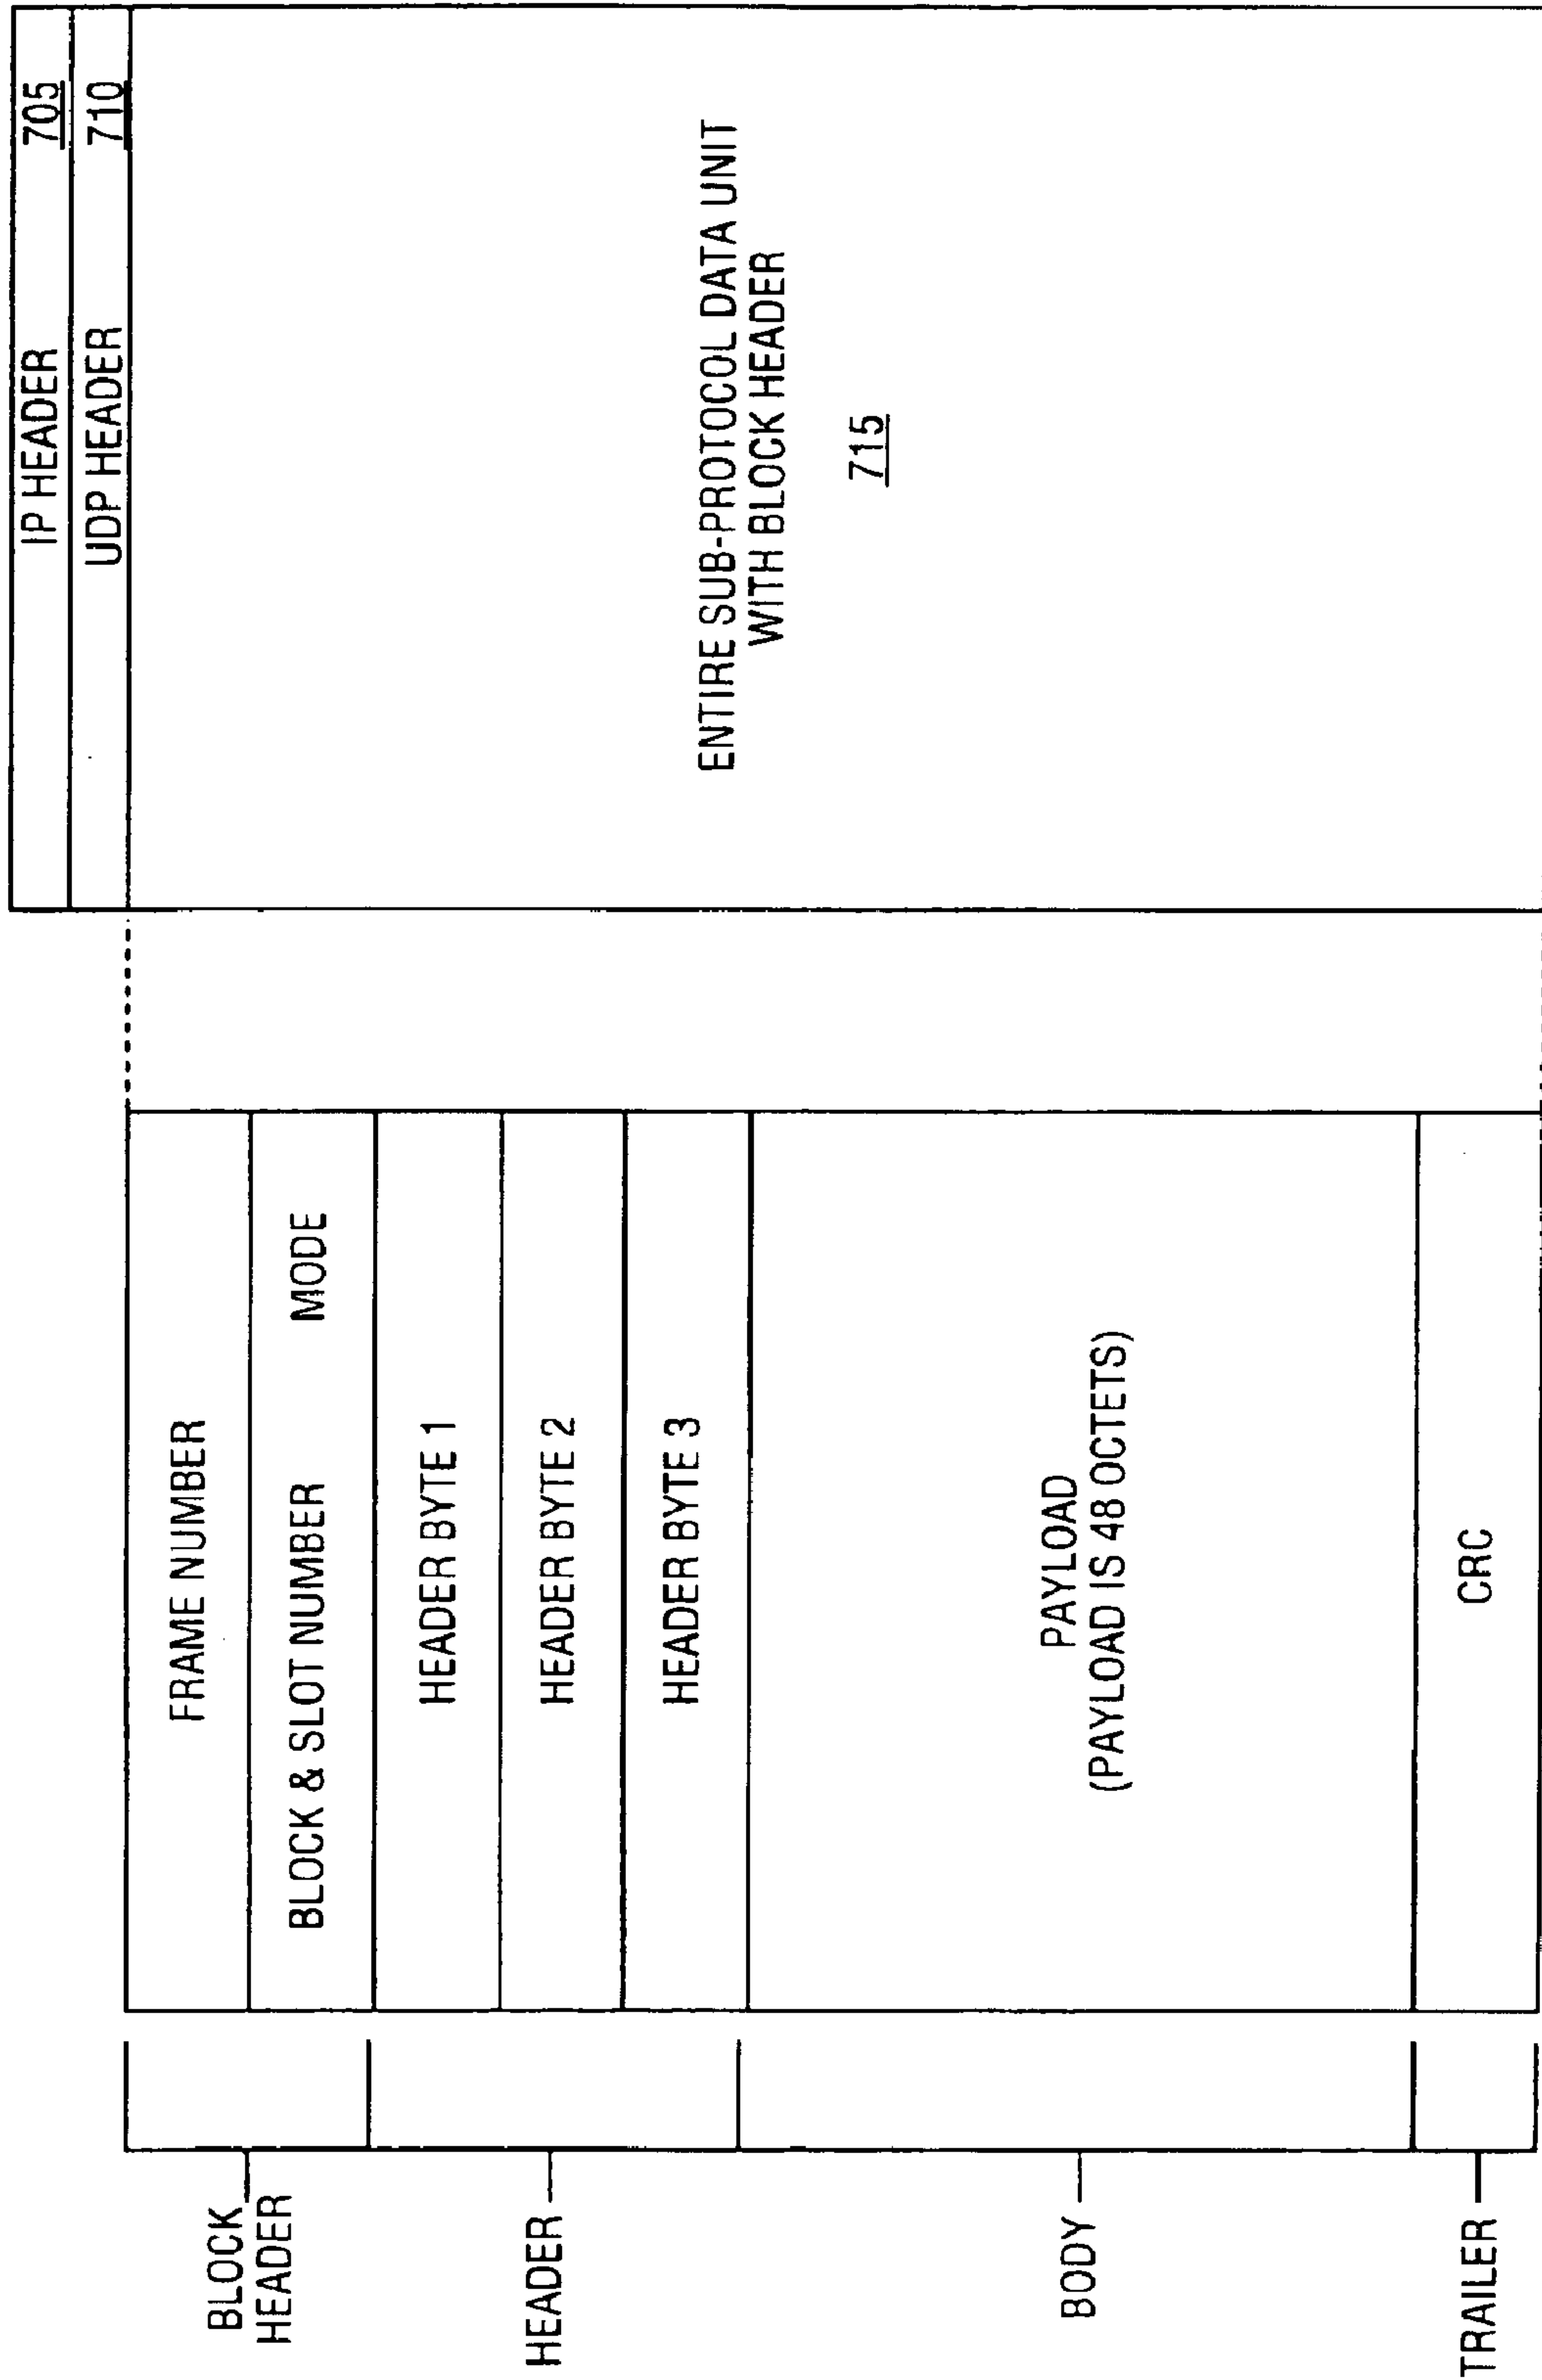 BLOCK
HEADER
FRAME NUMBER
BLOCK & SLOT NUMBER MODE
HEADER
HEADER BYTE 1
HEADER BYTE 2
HEADER BYTE 3
BODY
PAYLOAD
(PAYLOAD IS 48 OCTETS)
TRAILER
CRC
IP HEADER 705
UDP HEADER 710
ENTIRE SUB-PROTOCOL DATA UNIT
WITH BLOCK HEADER
715